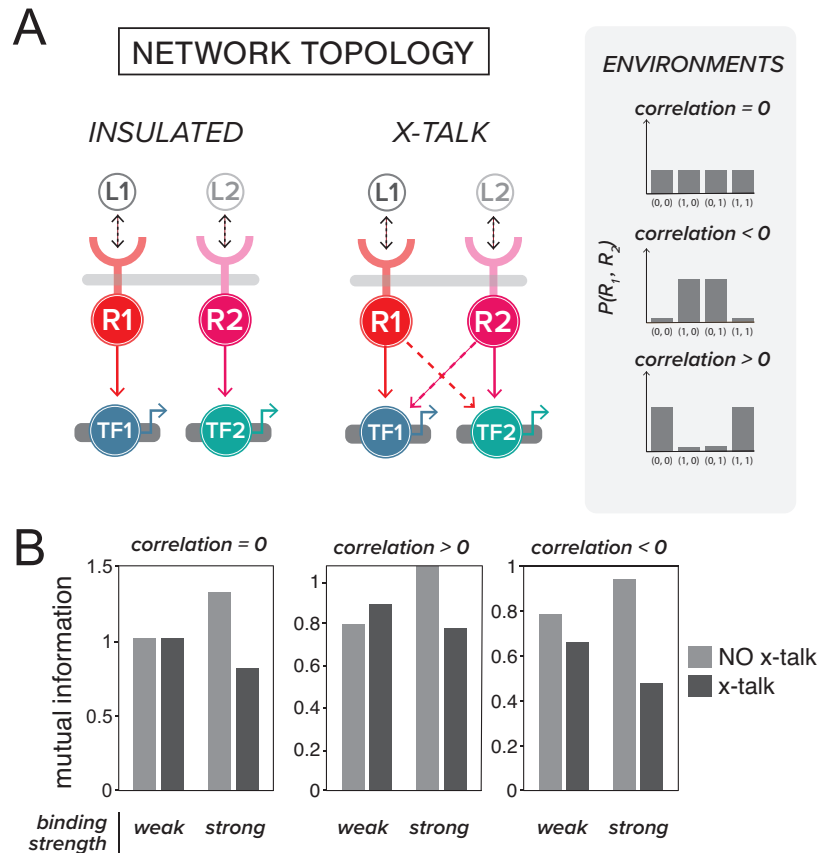 A
NETWORK TOPOLOGY
INSULATED
X-TALK
L1
L2
L1
L2
R1
R2
R1
R2
TF1
TF2
TF1
TF2
ENVIRONMENTS
correlation = 0
(0, 0) (1, 0) (0, 1) (1, 1)
correlation < 0
(0, 0) (1, 0) (0, 1) (1, 1)
correlation > 0
(0, 0) (1, 0) (0, 1) (1, 1)
P(R1, R2)
B
correlation = 0
correlation > 0
correlation < 0
mutual information
1.5
1
0.5
0
1
0.8
0.6
0.4
0.2
0
1
0.8
0.6
0.4
0.2
0
NO x-talk
x-talk
binding
strength
weak strong
weak strong
weak strong